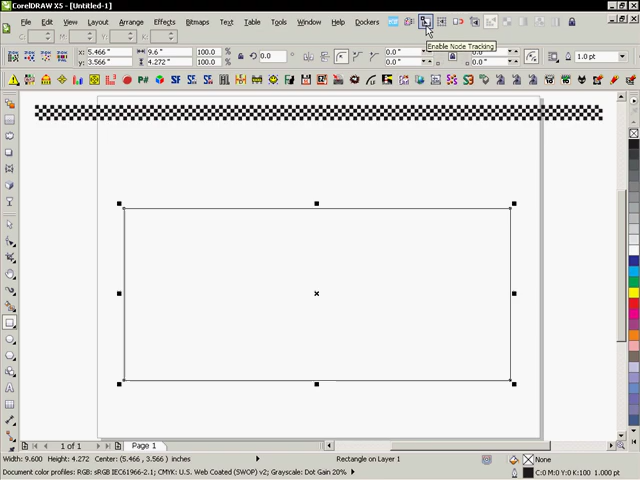 CorelDRAW X5 - [Untitled-1]
File Edit View Layout Arrange Effects Bitmaps Text Table Tools Window Help Dockers
C: M: Y: K:
Enable Node Tracking
x: 5.466 " 9.6 " 100.0 % 0.0 0.0 " 0.0 " 1.0 pt
y: 3.566 " 4.272 " 100.0 % 0.0 " 0.0 "
1 of 1 Page 1
Width: 9.600 Height: 4.272 Center: (5.466 , 3.566 ) inches Rectangle on Layer 1 None
Document color profiles: RGB: sRGB IEC61966-2.1; CMYK: U.S. Web Coated (SWOP) v2; Grayscale: Dot Gain 20% C:0 M:0 Y:0 K:100 1.000 pt